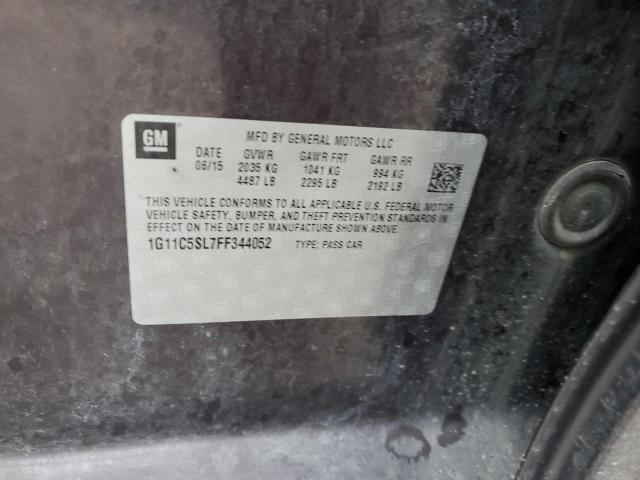 GM
MFD BY GENERAL MOTORS LLC
DATE GVWR GAWR FRT GAWR RR
06/15 2035 KG 1041 KG 994 KG
4487 LB 2295 LB 2192 LB
THIS VEHICLE CONFORMS TO ALL APPLICABLE U.S. FEDERAL MOTOR
VEHICLE SAFETY, BUMPER, AND THEFT PREVENTION STANDARDS IN
EFFECT ON THE DATE OF MANUFACTURE SHOWN ABOVE.
1G11C5SL7FF344052 TYPE: PASS CAR